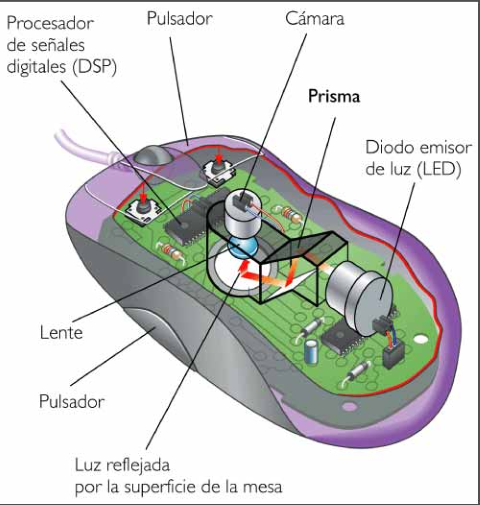 Procesador
de señales
digitales (DSP)
Pulsador
Cámara
Prisma
Diodo emisor
de luz (LED)
Lente
Pulsador
Luz reflejada
por la superficie de la mesa